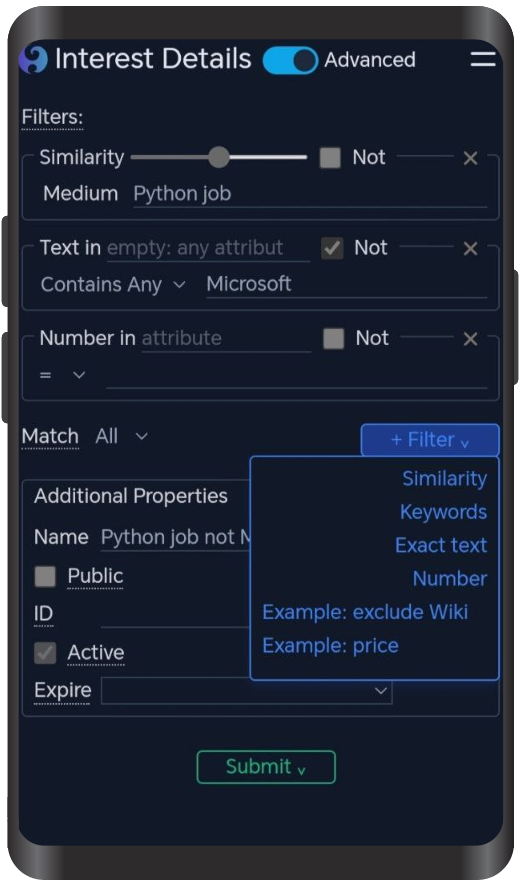 Interest Details Advanced
Filters:
Similarity Not ×
Medium Python job
Text in empty: any attribut Not ×
Contains Any Microsoft
Number in attribute Not ×
=
Match All + Filter v
Similarity
Keywords
Exact text
Number
Example: exclude Wiki
Example: price
Additional Properties
Name Python job not M
Public
ID
Active
Expire
Submit v